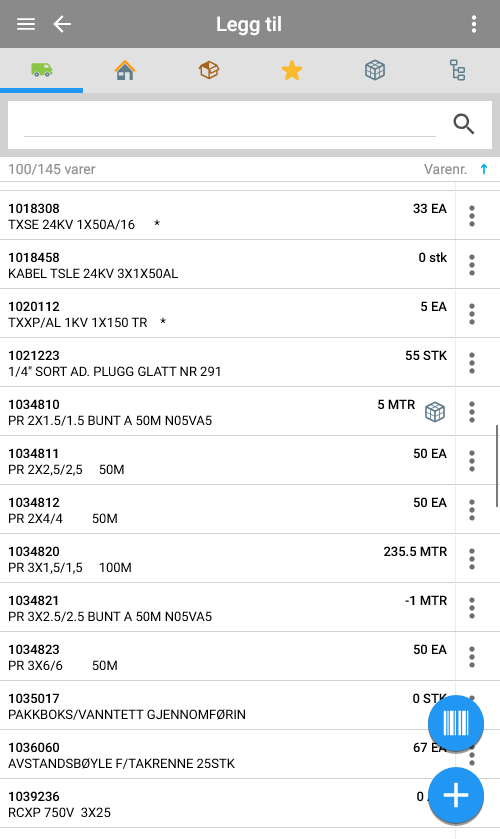 Legg til
100/145 varer
Varenr.
1018308
33 EA
TXSE 24KV 1X50A/16 *
1018458
0 stk
KABEL TSLE 24KV 3X1X50AL
1020112
5 EA
TXXP/AL 1KV 1X150 TR *
1021223
55 STK
1/4" SORT AD. PLUGG GLATT NR 291
1034810
5 MTR
PR 2X1.5/1.5 BUNT A 50M N05VA5
1034811
50 EA
PR 2X2,5/2,5 50M
1034812
50 EA
PR 2X4/4 50M
1034820
235.5 MTR
PR 3X1,5/1,5 100M
1034821
-1 MTR
PR 3X2.5/2.5 BUNT A 50M N05VA5
1034823
50 EA
PR 3X6/6 50M
1035017
0 STK
PAKKBOKS/VANNTETT GJENNOMFØRIN
1036060
67 EA
AVSTANDSBØYLE F/TAKRENNE 25STK
1039236
0
RCXP 750V 3X25